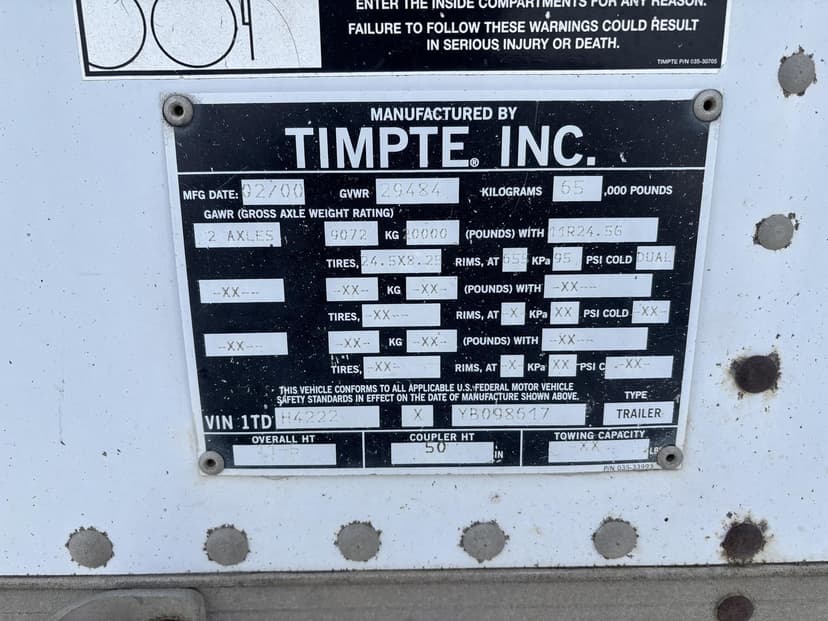 ENTER THE INSIDE COMPARTMENTS FOR ANY REASON.
FAILURE TO FOLLOW THESE WARNINGS COULD RESULT
IN SERIOUS INJURY OR DEATH.
TIMPTE P/N 035-30705
MANUFACTURED BY
TIMPTE® INC.
MFG DATE: 02/00 GVWR 29484 KILOGRAMS 65 ,000 POUNDS
GAWR (GROSS AXLE WEIGHT RATING)
2 AXLES 9072 KG 20000 (POUNDS) WITH 11R24.5G
TIRES, 24.5X8.25 RIMS, AT 655 KPa 95 PSI COLD DUAL
-XX-- -XX-- KG -XX- (POUNDS) WITH -XX--
TIRES, -XX-- RIMS, AT -X- KPa XX PSI COLD -XX--
--XX-- -XX-- KG -XX-- (POUNDS) WITH -XX--
TIRES, -XX-- RIMS, AT -X- KPa XX PSI C -XX--
THIS VEHICLE CONFORMS TO ALL APPLICABLE U.S. FEDERAL MOTOR VEHICLE
SAFETY STANDARDS IN EFFECT ON THE DATE OF MANUFACTURE SHOWN ABOVE.
TYPE
VIN 1TD H4222 X YB098617 TRAILER
OVERALL HT COUPLER HT TOWING CAPACITY
50 IN XX LB
P/N 035-33993